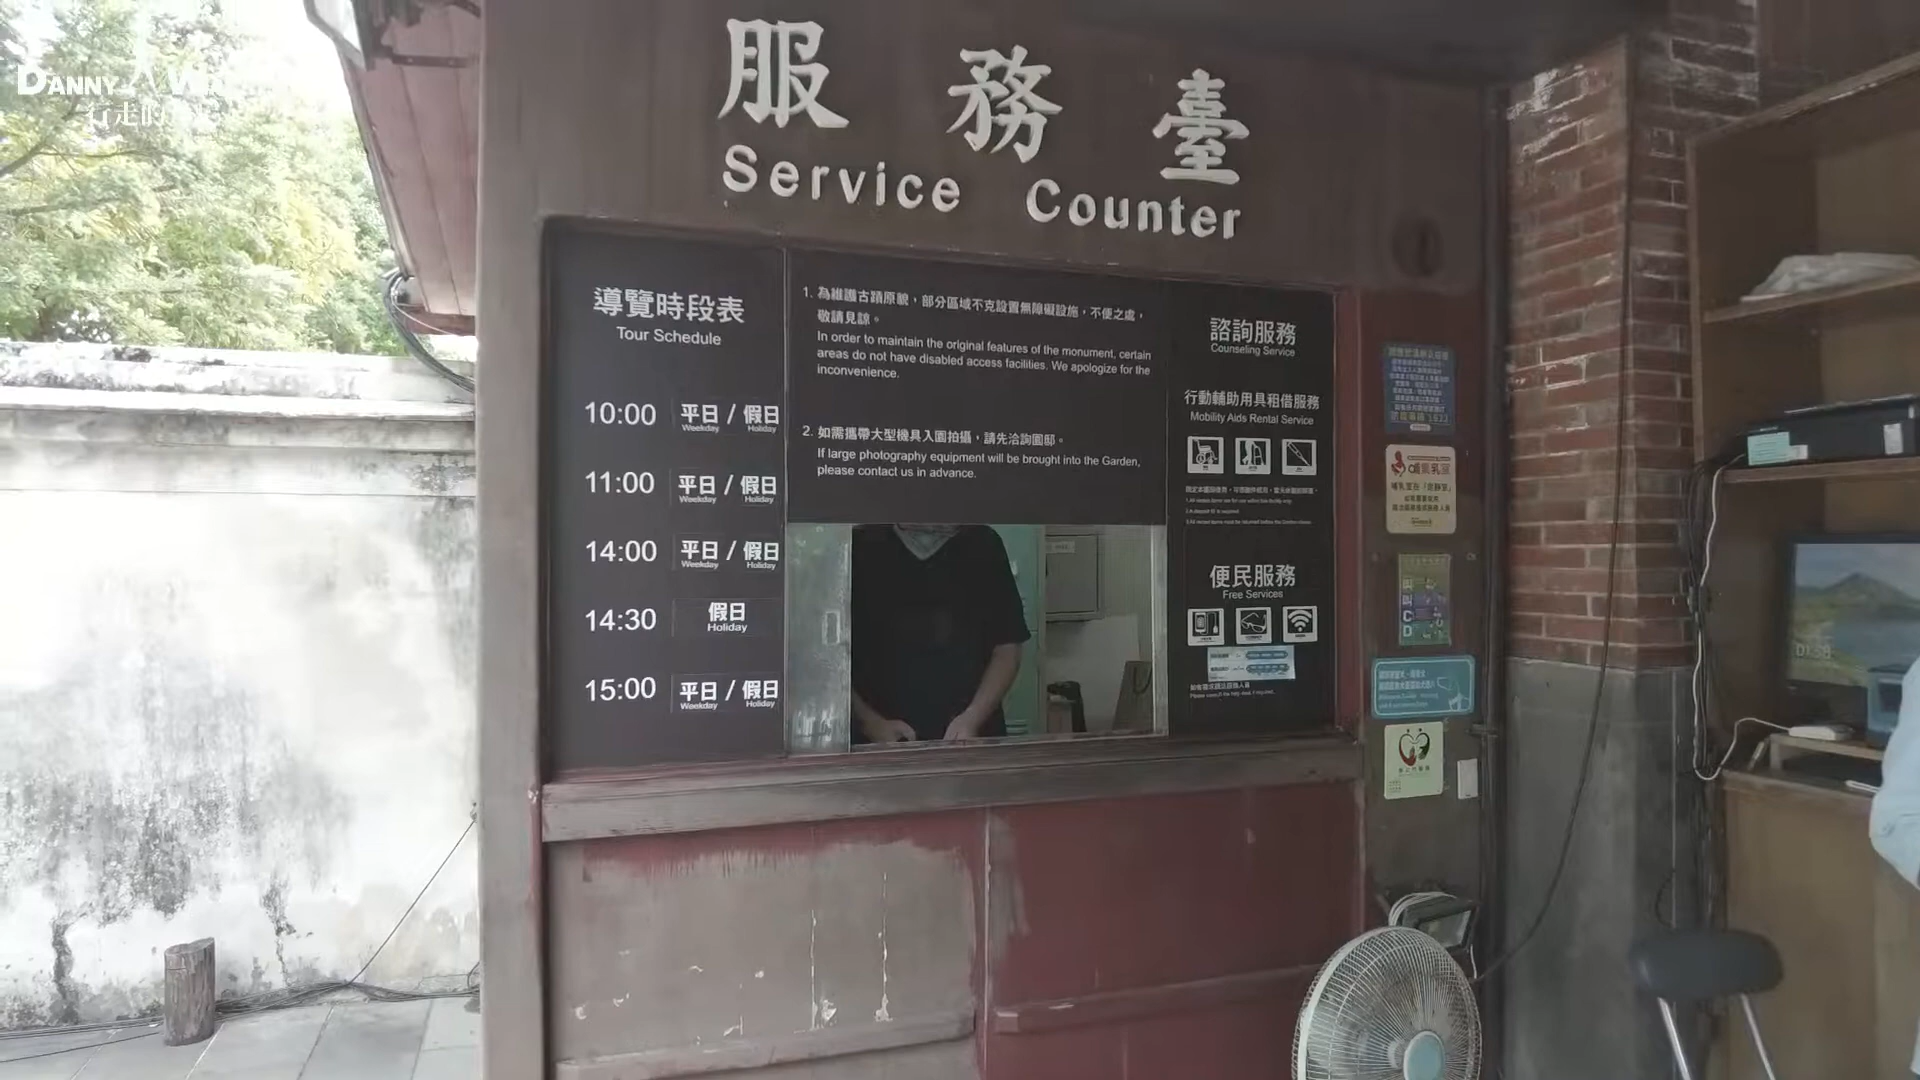 服務臺
Service Counter
導覽時段表
Tour Schedule
10:00 平日 / 假日
Weekday Holiday
11:00 平日 / 假日
Weekday Holiday
14:00 平日 / 假日
Weekday Holiday
14:30 假日
Holiday
15:00 平日 / 假日
Weekday Holiday
1. 為維護古蹟原貌，部分區域不克設置無障礙設施，不便之處，
敬請見諒。
In order to maintain the original features of the monument, certain
areas do not have disabled access facilities. We apologize for the
inconvenience.
2. 如需攜帶大型機具入園拍攝，請先洽詢園邸。
If large photography equipment will be brought into the Garden,
please contact us in advance.
諮詢服務
Counseling Service
行動輔助用具租借服務
Mobility Aids Rental Service
便民服務
Free Services
DANNY
行走的